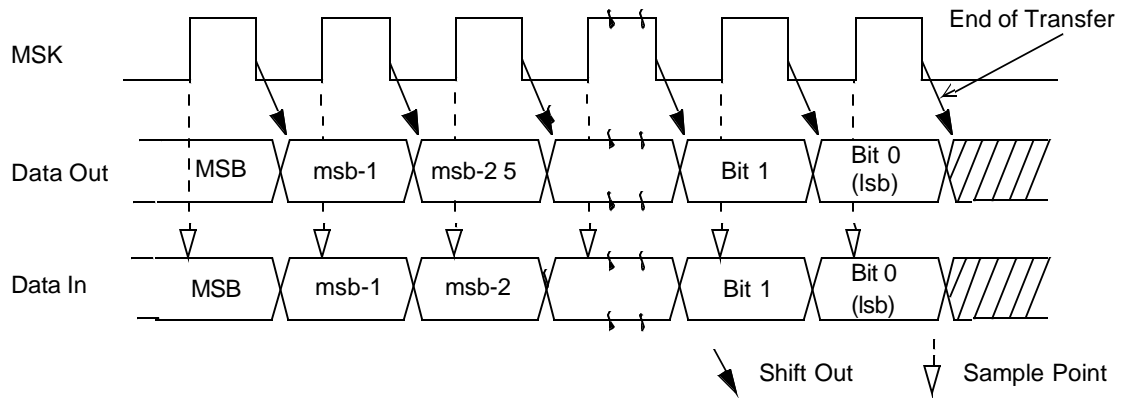 End of Transfer
MSK
Data Out
MSB
msb-1
msb-2 5
Bit 1
Bit 0
(lsb)
Data In
MSB
msb-1
msb-2
Bit 1
Bit 0
(lsb)
Shift Out
Sample Point